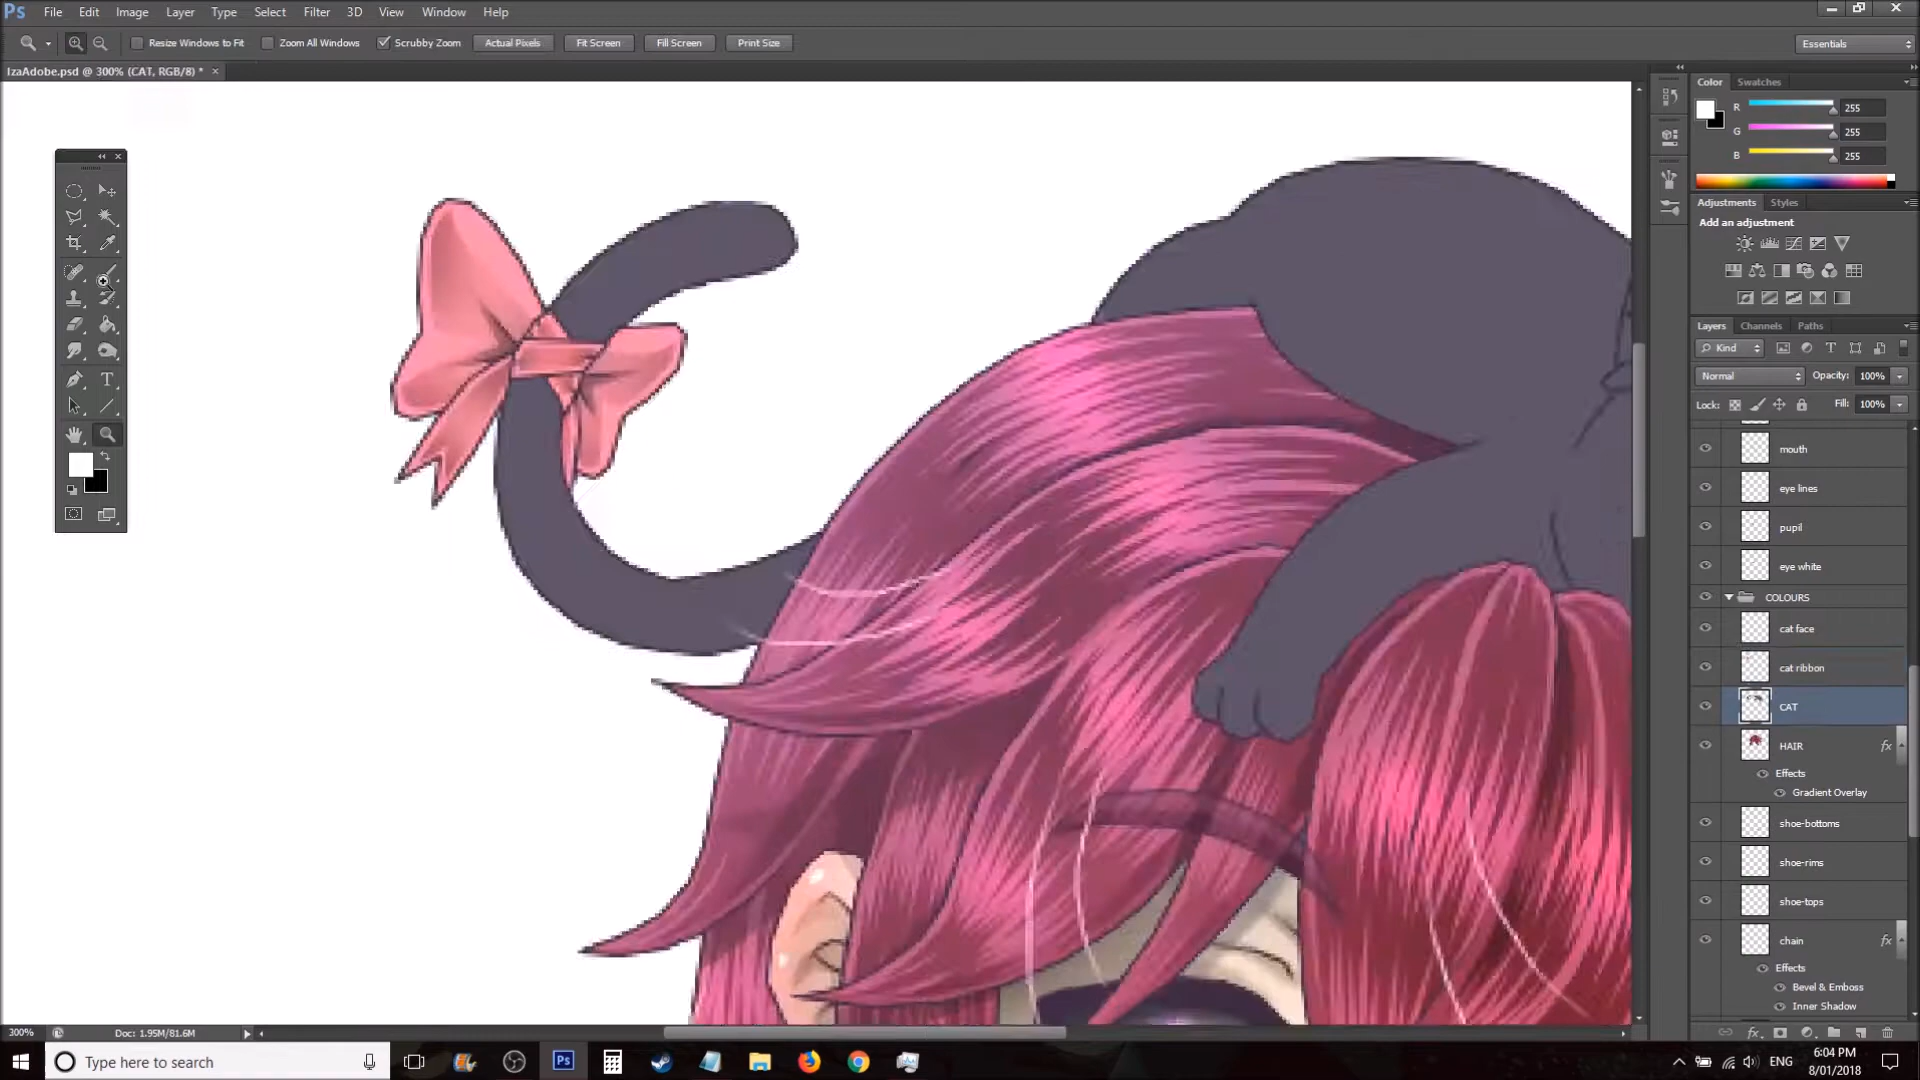 Ps File Edit Image Layer Type Select Filter 3D View Window Help
Resize Windows to Fit Zoom All Windows Scrubby Zoom Actual Pixels Fit Screen Fill Screen Print Size Essentials
IzaAdobe.psd @ 300% (CAT, RGB/8) *
Color Swatches
R 255
G 255
B 255
Adjustments Styles
Add an adjustment
Layers Channels Paths
Kind
Normal Opacity: 100%
Lock: Fill: 100%
mouth
eye lines
pupil
eye white
COLOURS
cat face
cat ribbon
CAT
HAIR fx
Effects
Gradient Overlay
shoe-bottoms
shoe-rims
shoe-tops
chain fx
Effects
Bevel & Emboss
Inner Shadow
300% Doc: 1.95M/81.6M
Type here to search
ENG
6:04 PM
8/01/2018